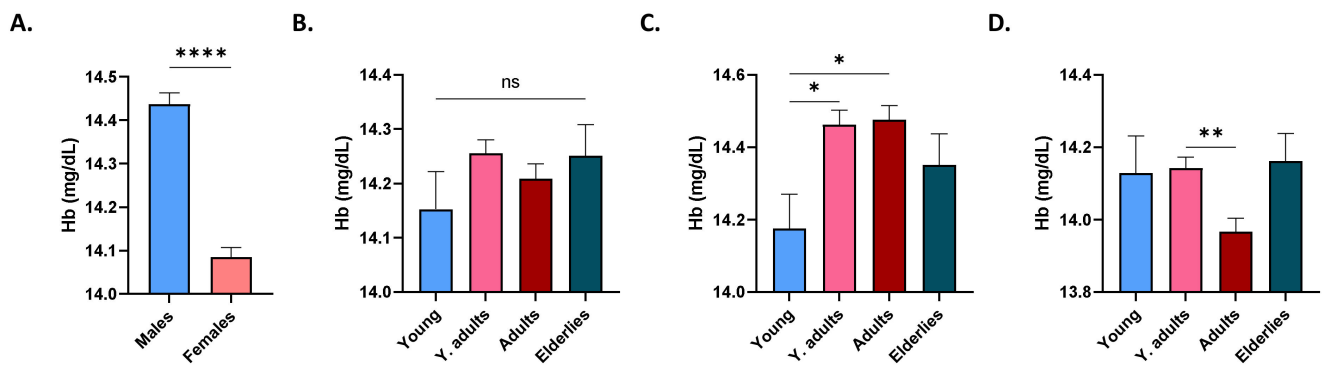 A.
B.
C.
D.
****
Hb (mg/dL)
14.5
14.4
14.3
14.2
14.1
14.0
Males
Females
ns
Hb (mg/dL)
14.4
14.3
14.2
14.1
14.0
Young
Y. adults
Adults
Elderlies
*
*
Hb (mg/dL)
14.6
14.4
14.2
14.0
Young
Y. adults
Adults
Elderlies
**
Hb (mg/dL)
14.4
14.2
14.0
13.8
Young
Y. adults
Adults
Elderlies